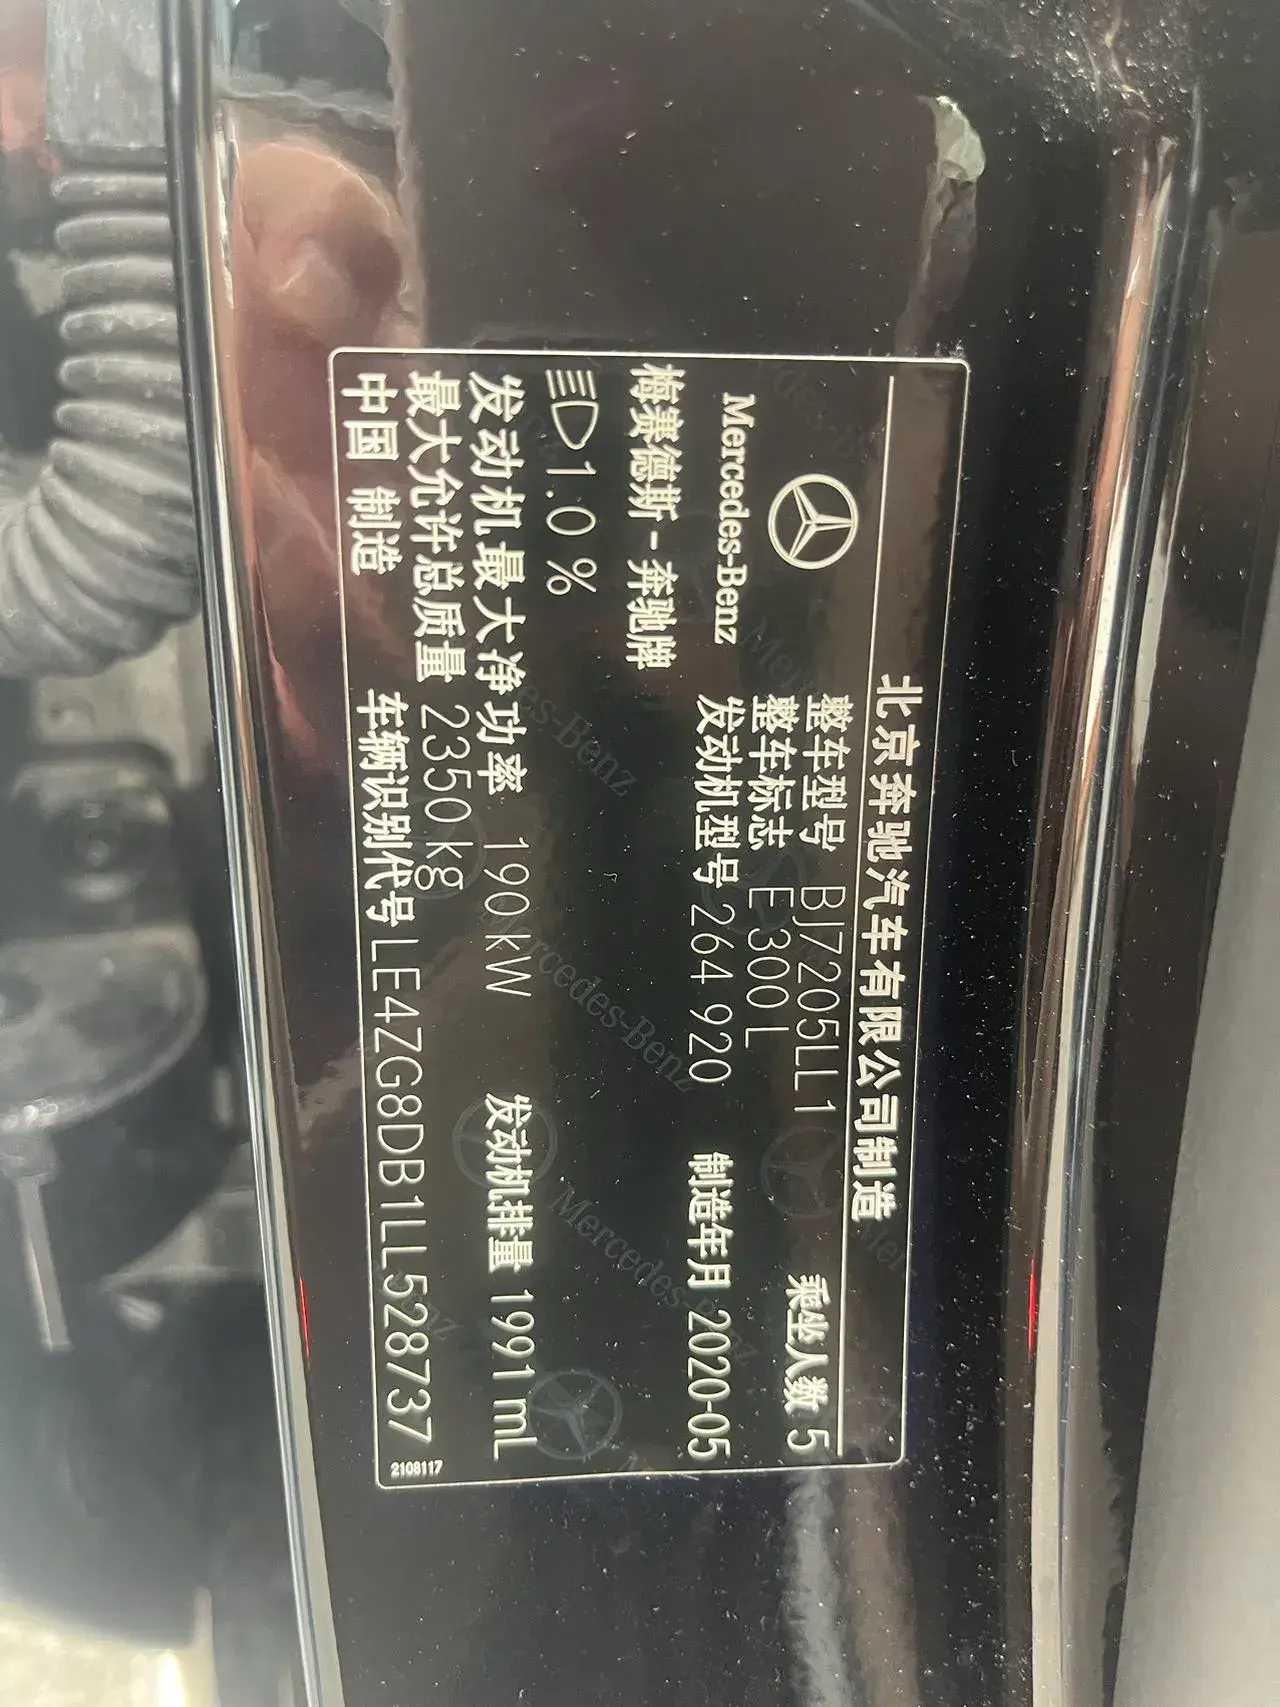 北京奔驰汽车有限公司制造
Mercedes-Benz
整车型号 BJ7205LL1 乘坐人数 5
整车标志 E 300 L
发动机型号 264 920 制造年月 2020-05
梅赛德斯-奔驰牌
1.0 %
发动机最大净功率 190 kW 发动机排量 1991 mL
最大允许总质量 2350 kg
中国 制造 车辆识别代号 LE4ZG8DB1LL528737
2108117